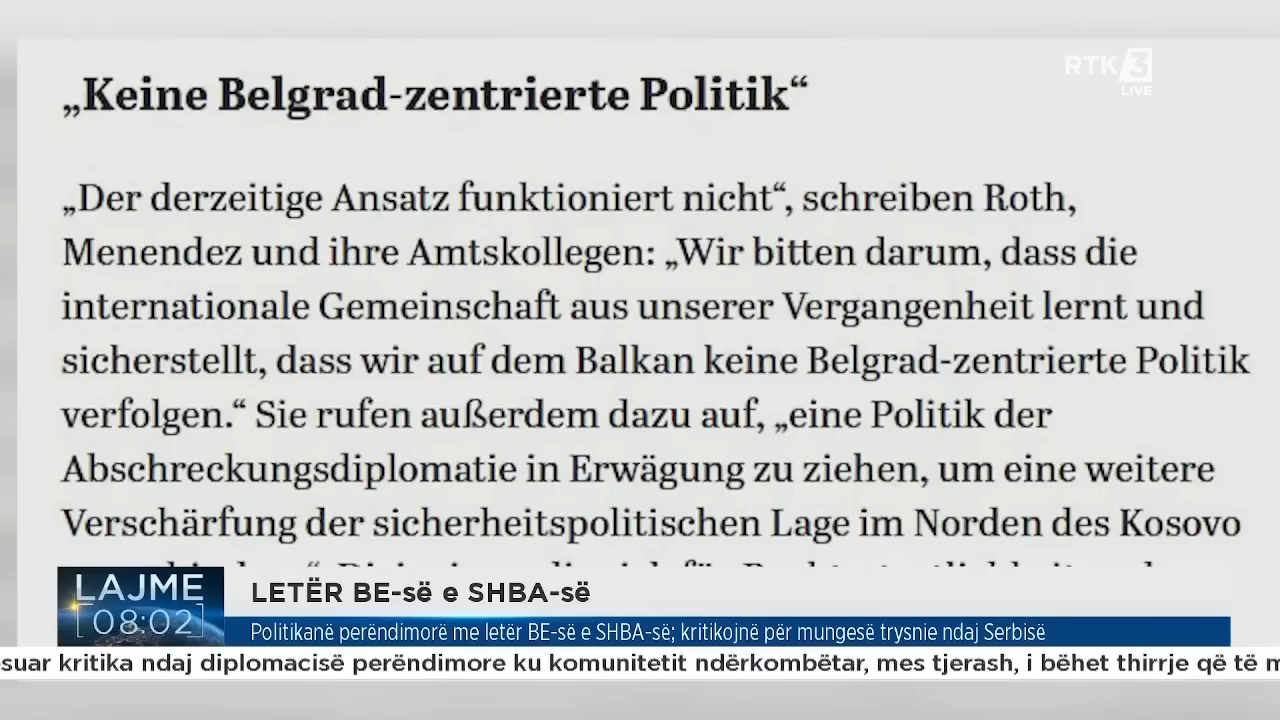 RTK 3
LIVE
„Keine Belgrad-zentrierte Politik“
„Der derzeitige Ansatz funktioniert nicht“, schreiben Roth,
Menendez und ihre Amtskollegen: „Wir bitten darum, dass die
internationale Gemeinschaft aus unserer Vergangenheit lernt und
sicherstellt, dass wir auf dem Balkan keine Belgrad-zentrierte Politik
verfolgen.“ Sie rufen außerdem dazu auf, „eine Politik der
Abschreckungsdiplomatie in Erwägung zu ziehen, um eine weitere
Verschärfung der sicherheitspolitischen Lage im Norden des Kosovo
LAJME
[08:02]
LETËR BE-së e SHBA-së
Politikanë perëndimorë me letër BE-së e SHBA-së; kritikojnë për mungesë trysnie ndaj Serbisë
suar kritika ndaj diplomacisë perëndimore ku komunitetit ndërkombëtar, mes tjerash, i bëhet thirrje që të